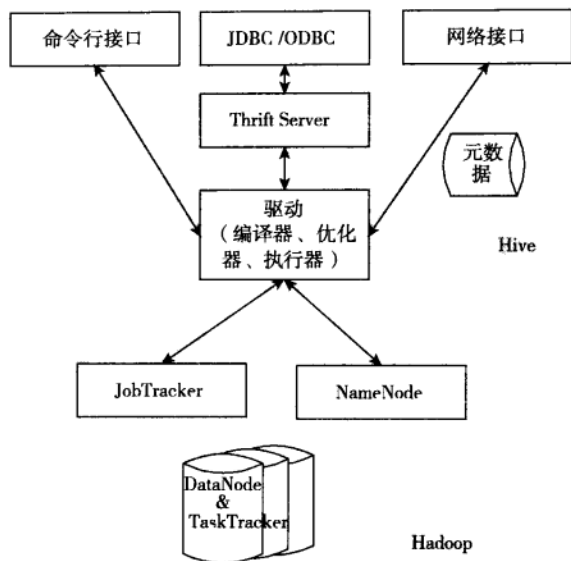 命令行接口
JDBC /ODBC
网络接口
Thrift Server
元数
据
驱动
（编译器、优化
器、执行器）
Hive
JobTracker
NameNode
DataNode
&
TaskTracker
Hadoop